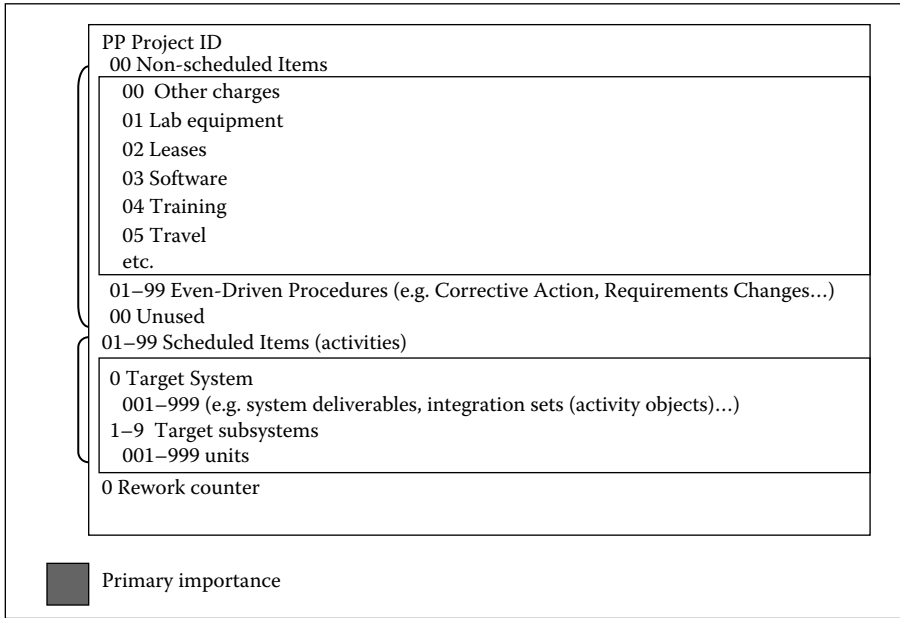 PP Project ID
00 Non-scheduled Items
00 Other charges
01 Lab equipment
02 Leases
03 Software
04 Training
05 Travel
etc.
01–99 Even-Driven Procedures (e.g. Corrective Action, Requirements Changes…)
00 Unused
01–99 Scheduled Items (activities)
0 Target System
001–999 (e.g. system deliverables, integration sets (activity objects)…)
1–9 Target subsystems
001–999 units
0 Rework counter
Primary importance